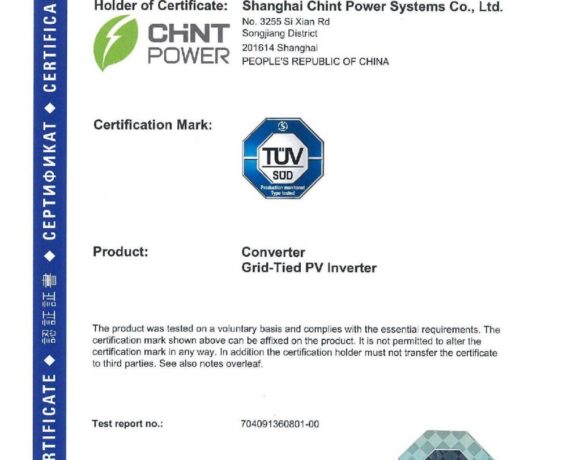 Holder of Certificate: Shanghai Chint Power Systems Co., Ltd.
No. 3255 Si Xian Rd
Songjiang District
201614 Shanghai
PEOPLE'S REPUBLIC OF CHINA
CHiNT
POWER
Certification Mark:
TÜV
SÜD
Production monitored
Type tested
Product: Converter
Grid-Tied PV Inverter
The product was tested on a voluntary basis and complies with the essential requirements. The
certification mark shown above can be affixed on the product. It is not permitted to alter the
certification mark in any way. In addition the certification holder must not transfer the certificate
to third parties. See also notes overleaf.
Test report no.: 704091360801-00
RTIFICATE ◆ 認証証書 ◆ СЕРТИФИКАТ ◆ CERTIFICA